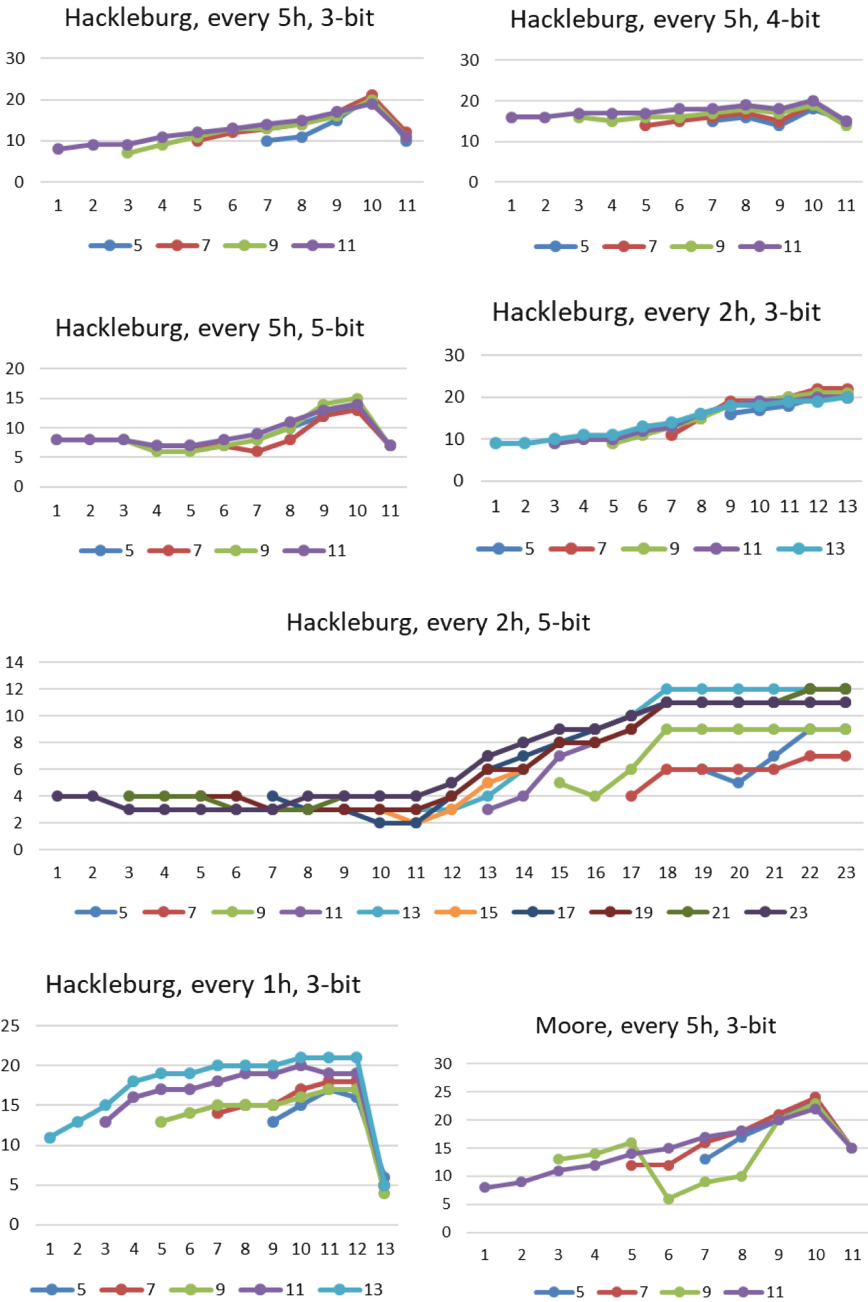 Hackleburg, every 5h, 3-bit
30
20
10
0
1 2 3 4 5 6 7 8 9 10 11
5 7 9 11
Hackleburg, every 5h, 4-bit
30
20
10
0
1 2 3 4 5 6 7 8 9 10 11
5 7 9 11
Hackleburg, every 5h, 5-bit
20
15
10
5
0
1 2 3 4 5 6 7 8 9 10 11
5 7 9 11
Hackleburg, every 2h, 3-bit
30
20
10
0
1 2 3 4 5 6 7 8 9 10 11 12 13
5 7 9 11 13
Hackleburg, every 2h, 5-bit
14
12
10
8
6
4
2
0
1 2 3 4 5 6 7 8 9 10 11 12 13 14 15 16 17 18 19 20 21 22 23
5 7 9 11 13 15 17 19 21 23
Hackleburg, every 1h, 3-bit
25
20
15
10
5
0
1 2 3 4 5 6 7 8 9 10 11 12 13
5 7 9 11 13
Moore, every 5h, 3-bit
30
25
20
15
10
5
0
1 2 3 4 5 6 7 8 9 10 11
5 7 9 11